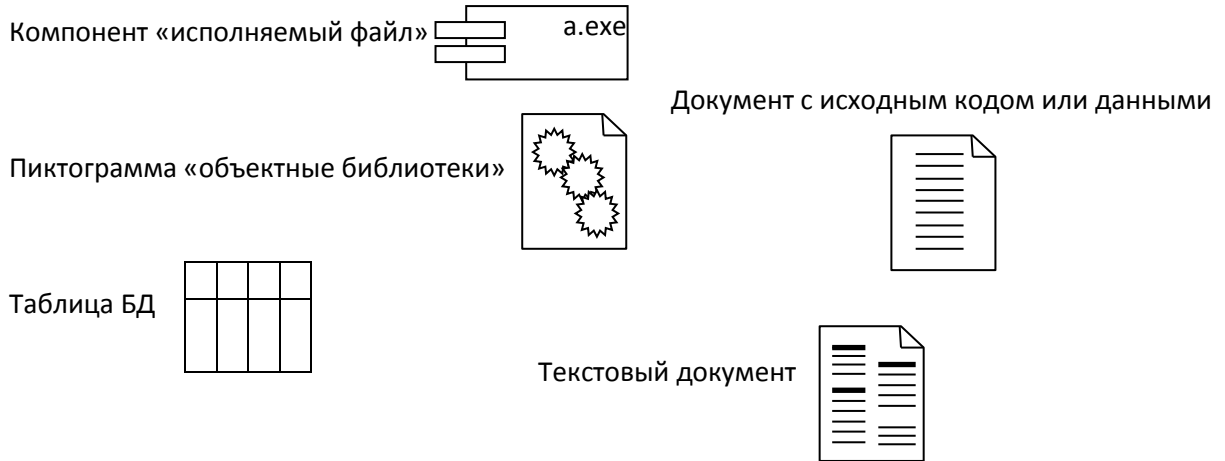 Компонент «исполняемый файл»
a.exe
Документ с исходным кодом или данными
Пиктограмма «объектные библиотеки»
Таблица БД
Текстовый документ